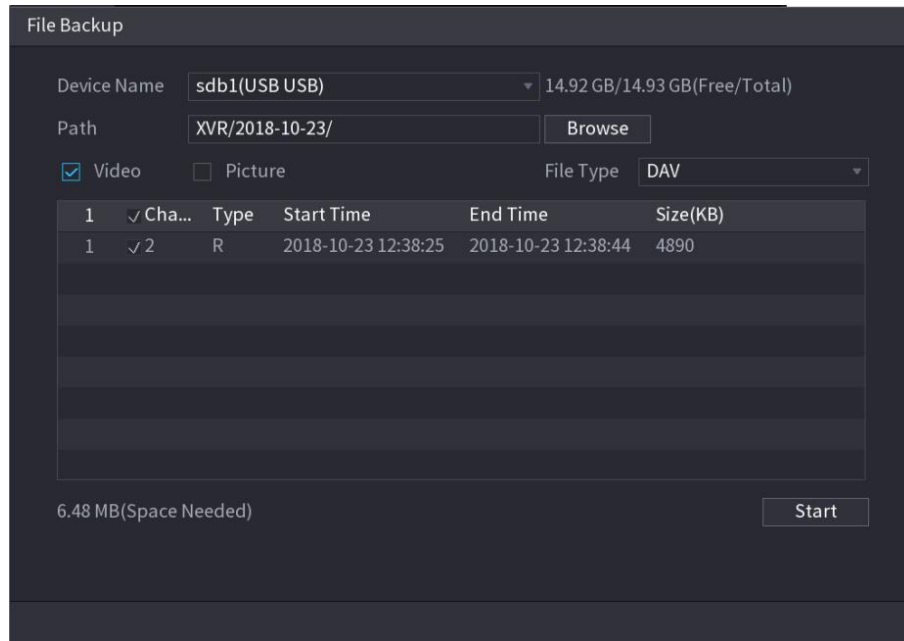 File Backup
Device Name sdb1(USB USB) 14.92 GB/14.93 GB(Free/Total)
Path XVR/2018-10-23/ Browse
Video Picture File Type DAV
1 Cha... Type Start Time End Time Size(KB)
1 2 R 2018-10-23 12:38:25 2018-10-23 12:38:44 4890
6.48 MB(Space Needed) Start